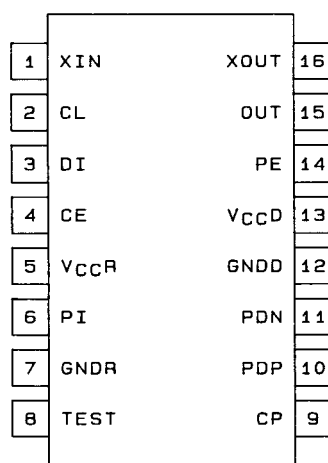 1 XIN XOUT 16
2 CL OUT 15
3 DI PE 14
4 CE VCCD 13
5 VCCR GNDD 12
6 PI PDN 11
7 GNDR PDP 10
8 TEST CP 9